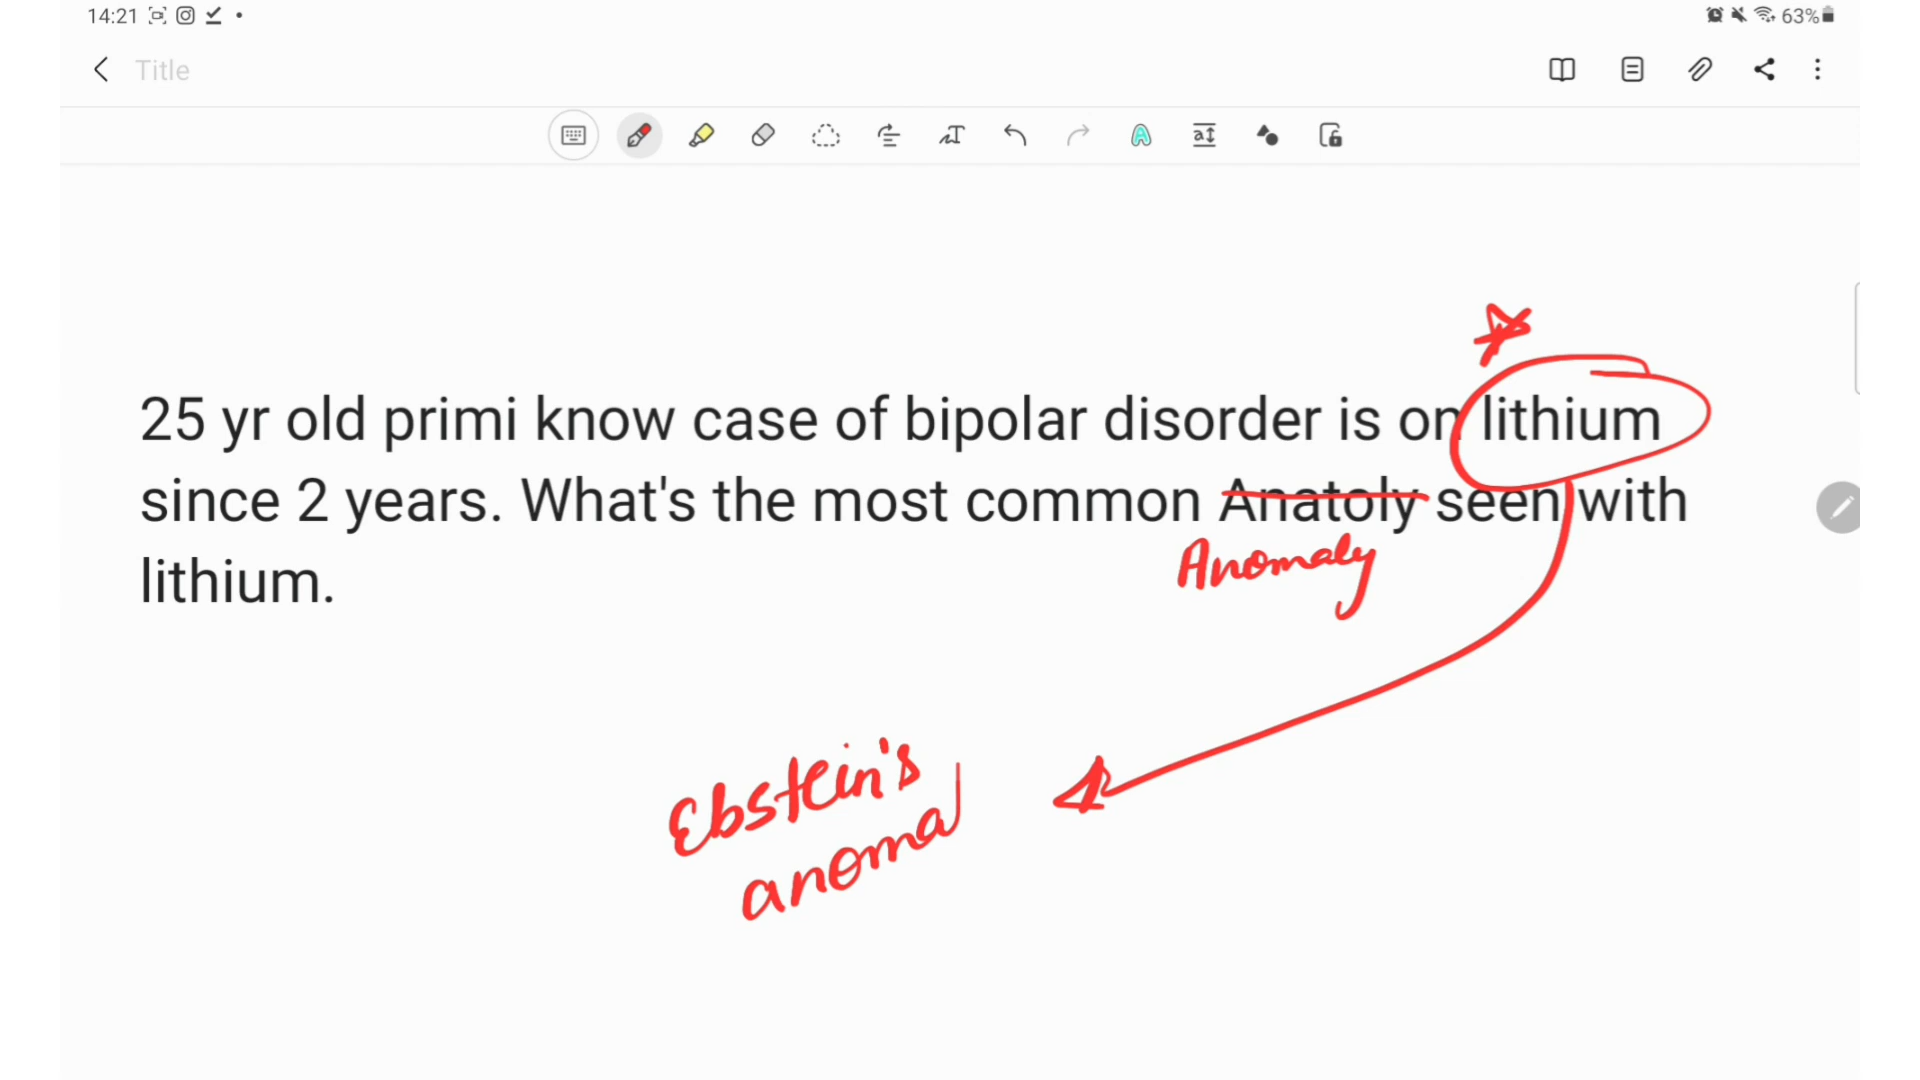 14:21
63%
Title
25 yr old primi know case of bipolar disorder is on lithium
since 2 years. What's the most common Anatoly seen with
Anomaly
lithium.
Ebstein's
anomal